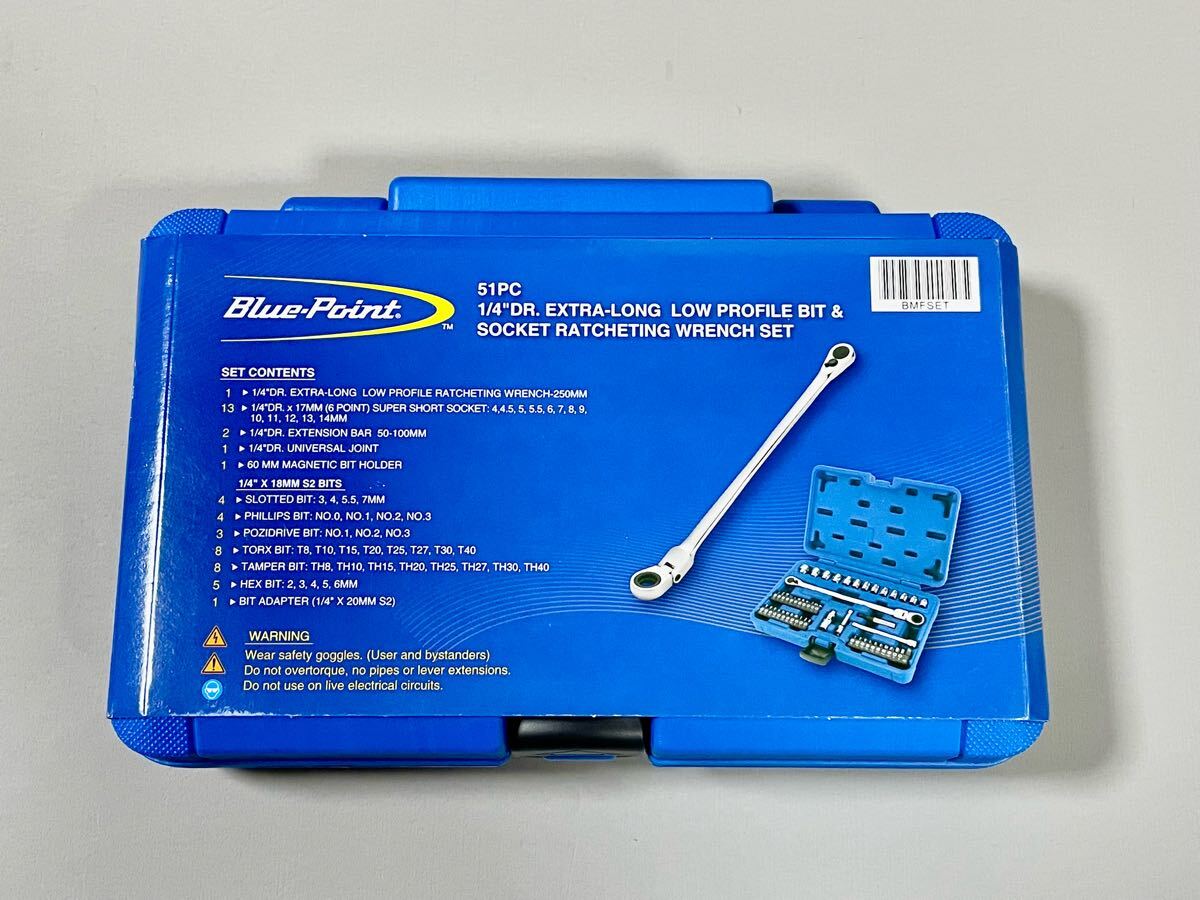 Blue-Point®
TM
51PC
1/4"DR. EXTRA-LONG LOW PROFILE BIT &
SOCKET RATCHETING WRENCH SET
BMFSET
SET CONTENTS
1 ▸ 1/4"DR. EXTRA-LONG LOW PROFILE RATCHETING WRENCH-250MM
13 ▸ 1/4"DR. x 17MM (6 POINT) SUPER SHORT SOCKET: 4,4.5, 5, 5.5, 6, 7, 8, 9,
10, 11, 12, 13, 14MM
2 ▸ 1/4"DR. EXTENSION BAR 50-100MM
1 ▸ 1/4"DR. UNIVERSAL JOINT
1 ▸ 60 MM MAGNETIC BIT HOLDER
1/4" X 18MM S2 BITS
4 ▸ SLOTTED BIT: 3, 4, 5.5, 7MM
4 ▸ PHILLIPS BIT: NO.0, NO.1, NO.2, NO.3
3 ▸ POZIDRIVE BIT: NO.1, NO.2, NO.3
8 ▸ TORX BIT: T8, T10, T15, T20, T25, T27, T30, T40
8 ▸ TAMPER BIT: TH8, TH10, TH15, TH20, TH25, TH27, TH30, TH40
5 ▸ HEX BIT: 2, 3, 4, 5, 6MM
1 ▸ BIT ADAPTER (1/4" X 20MM S2)
WARNING
Wear safety goggles. (User and bystanders)
Do not overtorque, no pipes or lever extensions.
Do not use on live electrical circuits.